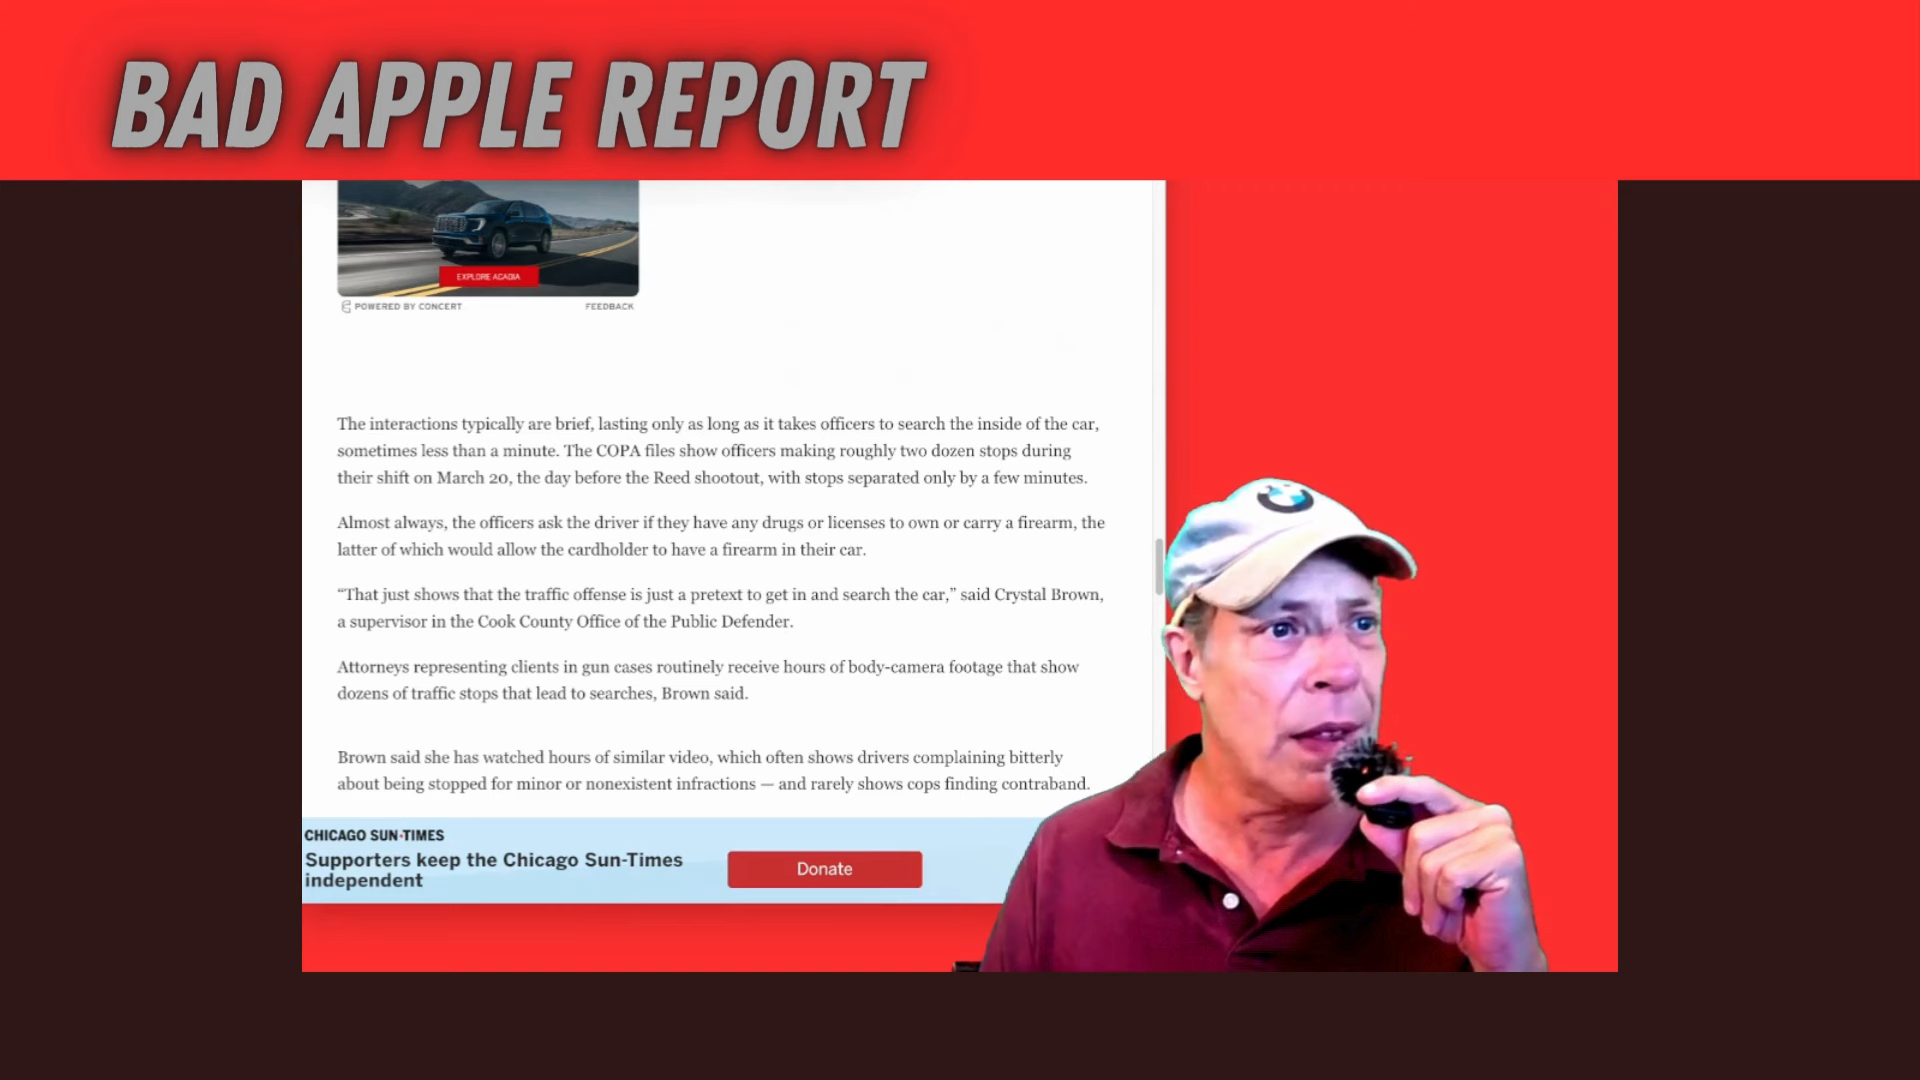 BAD APPLE REPORT
EXPLORE ACADIA
POWERED BY CONCERT
FEEDBACK
The interactions typically are brief, lasting only as long as it takes officers to search the inside of the car,
sometimes less than a minute. The COPA files show officers making roughly two dozen stops during
their shift on March 20, the day before the Reed shootout, with stops separated only by a few minutes.
Almost always, the officers ask the driver if they have any drugs or licenses to own or carry a firearm, the
latter of which would allow the cardholder to have a firearm in their car.
“That just shows that the traffic offense is just a pretext to get in and search the car,” said Crystal Brown,
a supervisor in the Cook County Office of the Public Defender.
Attorneys representing clients in gun cases routinely receive hours of body-camera footage that show
dozens of traffic stops that lead to searches, Brown said.
Brown said she has watched hours of similar video, which often shows drivers complaining bitterly
about being stopped for minor or nonexistent infractions — and rarely shows cops finding contraband.
CHICAGO SUN•TIMES
Supporters keep the Chicago Sun-Times
independent
Donate